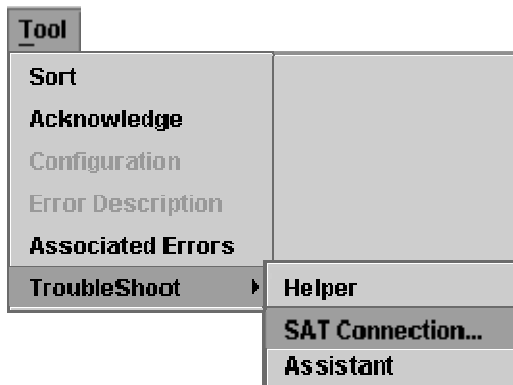 Tool
Sort
Acknowledge
Configuration
Error Description
Associated Errors
TroubleShoot
Helper
SAT Connection...
Assistant